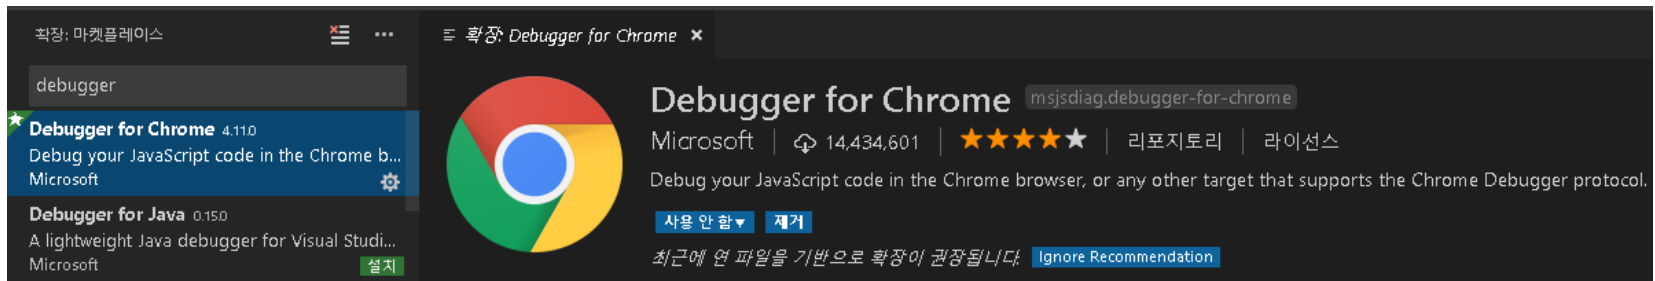 확장: 마켓플레이스
debugger
Debugger for Chrome 4.11.0
Debug your JavaScript code in the Chrome b...
Microsoft
Debugger for Java 0.15.0
A lightweight Java debugger for Visual Studi...
Microsoft
설치
확장: Debugger for Chrome
Debugger for Chrome msjsdiag.debugger-for-chrome
Microsoft 14,434,601 리포지토리 라이선스
Debug your JavaScript code in the Chrome browser, or any other target that supports the Chrome Debugger protocol.
사용 안 함 제거
최근에 연 파일을 기반으로 확장이 권장됩니다. Ignore Recommendation